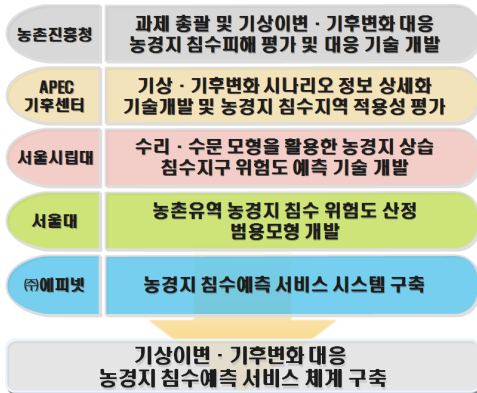 농촌진흥청
과제 총괄 및 기상이변 · 기후변화 대응
농경지 침수피해 평가 및 대응 기술 개발
APEC
기후센터
기상 · 기후변화 시나리오 정보 상세화
기술개발 및 농경지 침수지역 적용성 평가
서울시립대
수리 · 수문 모형을 활용한 농경지 상습
침수지구 위험도 예측 기술 개발
서울대
농촌유역 농경지 침수 위험도 산정
범용모형 개발
㈜에피넷
농경지 침수예측 서비스 시스템 구축
기상이변 · 기후변화 대응
농경지 침수예측 서비스 체계 구축